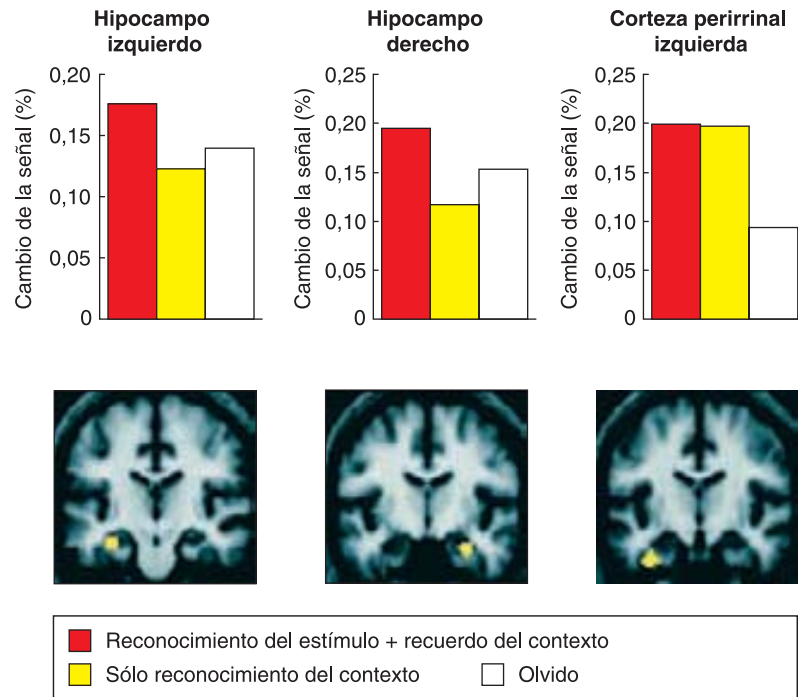 Hipocampo
izquierdo
Cambio de la señal (%)
0,20
0,15
0,10
0,05
0
Hipocampo
derecho
Cambio de la señal (%)
0,25
0,20
0,15
0,10
0,05
0
Corteza perirrinal
izquierda
Cambio de la señal (%)
0,25
0,20
0,15
0,10
0,05
0
Reconocimiento del estímulo + recuerdo del contexto
Sólo reconocimiento del contexto
Olvido